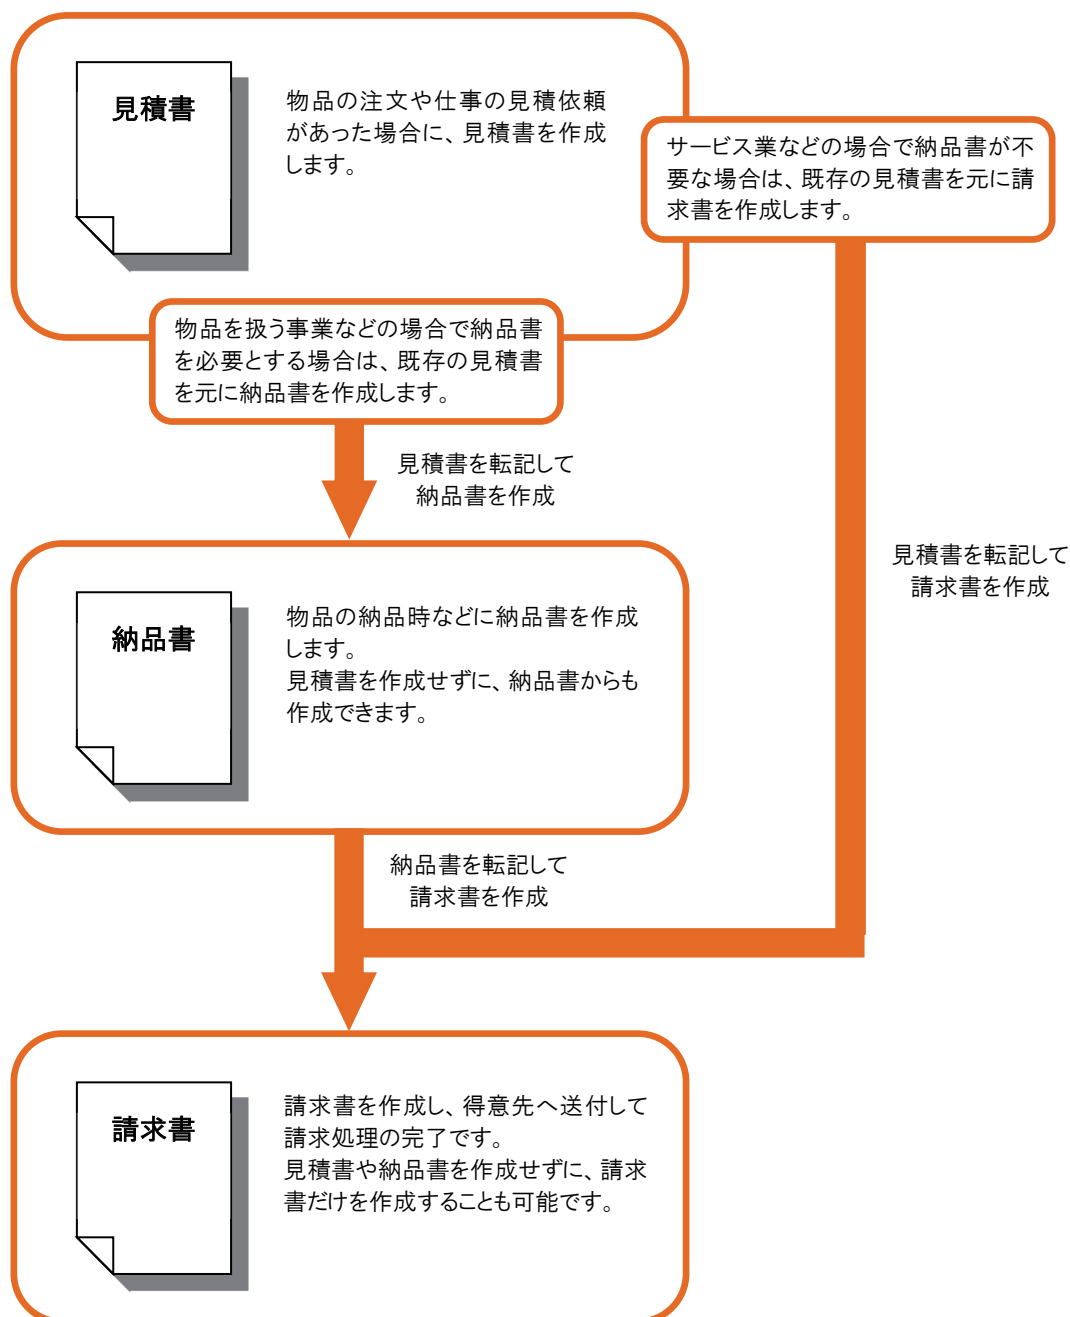 見積書
物品の注文や仕事の見積依頼
があった場合に、見積書を作成
します。
サービス業などの場合で納品書が不
要な場合は、既存の見積書を元に請
求書を作成します。
物品を扱う事業などの場合で納品書
を必要とする場合は、既存の見積書
を元に納品書を作成します。
見積書を転記して
納品書を作成
見積書を転記して
請求書を作成
納品書
物品の納品時などに納品書を作成
します。
見積書を作成せずに、納品書からも
作成できます。
納品書を転記して
請求書を作成
請求書
請求書を作成し、得意先へ送付して
請求処理の完了です。
見積書や納品書を作成せずに、請求
書だけを作成することも可能です。